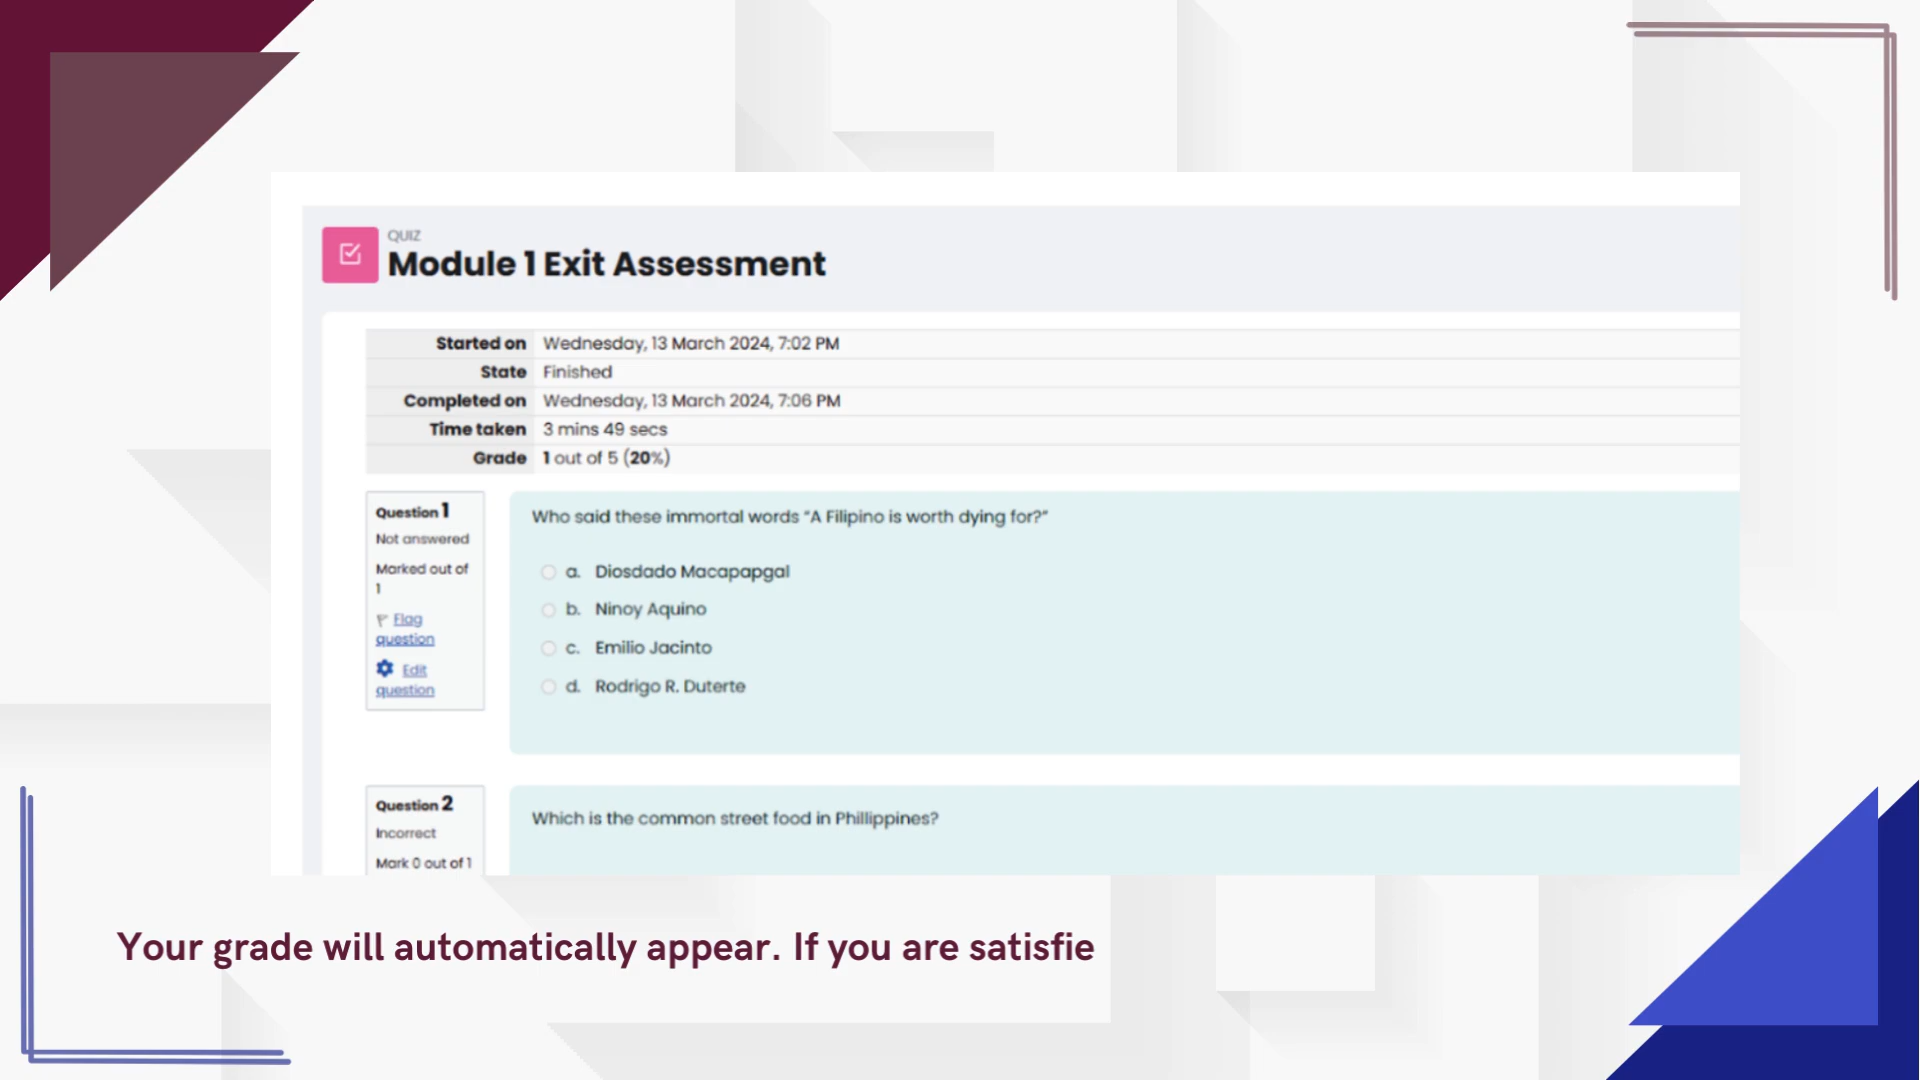 QUIZ
Module 1 Exit Assessment
Started on Wednesday, 13 March 2024, 7:02 PM
State Finished
Completed on Wednesday, 13 March 2024, 7:06 PM
Time taken 3 mins 49 secs
Grade 1 out of 5 (20%)
Question 1
Not answered
Marked out of
1
Flag
question
Edit
question
Who said these immortal words “A Filipino is worth dying for?”
a. Diosdado Macapapgal
b. Ninoy Aquino
c. Emilio Jacinto
d. Rodrigo R. Duterte
Question 2
Incorrect
Mark 0 out of 1
Which is the common street food in Phillippines?
Your grade will automatically appear. If you are satisfie